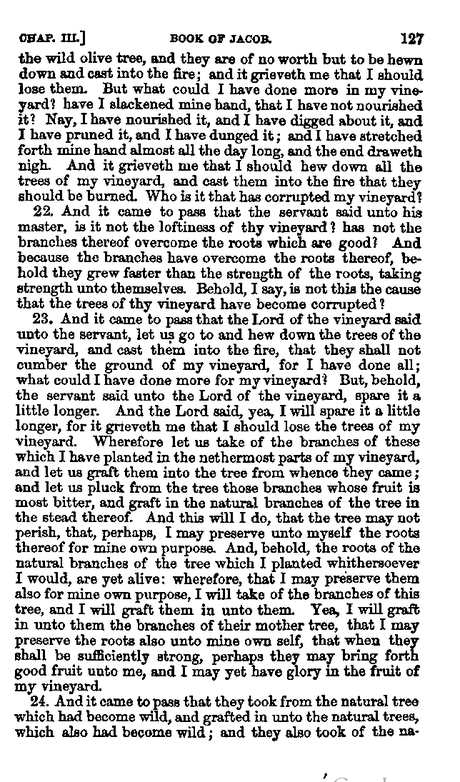 CHAP. III.] BOOK OF JACOB. 127
the wild olive tree, and they are of no worth but to be hewn
down and cast into the fire; and it grieveth me that I should
lose them. But what could I have done more in my vine-
yard? have I slackened mine hand, that I have not nourished
it? Nay, I have nourished it, and I have digged about it, and
I have pruned it, and I have dunged it; and I have stretched
forth mine hand almost all the day long, and the end draweth
nigh. And it grieveth me that I should hew down all the
trees of my vineyard, and cast them into the fire that they
should be burned. Who is it that has corrupted my vineyard?
22. And it came to pass that the servant said unto his
master, is it not the loftiness of thy vineyard? has not the
branches thereof overcome the roots which are good? And
because the branches have overcome the roots thereof, be-
hold they grew faster than the strength of the roots, taking
strength unto themselves. Behold, I say, is not this the cause
that the trees of thy vineyard have become corrupted?
23. And it came to pass that the Lord of the vineyard said
unto the servant, let us go to and hew down the trees of the
vineyard, and cast them into the fire, that they shall not
cumber the ground of my vineyard, for I have done all;
what could I have done more for my vineyard? But, behold,
the servant said unto the Lord of the vineyard, spare it a
little longer. And the Lord said, yea, I will spare it a little
longer, for it grieveth me that I should lose the trees of my
vineyard. Wherefore let us take of the branches of these
which I have planted in the nethermost parts of my vineyard,
and let us graft them into the tree from whence they came;
and let us pluck from the tree those branches whose fruit is
most bitter, and graft in the natural branches of the tree in
the stead thereof. And this will I do, that the tree may not
perish, that, perhaps, I may preserve unto myself the roots
thereof for mine own purpose. And, behold, the roots of the
natural branches of the tree which I planted whithersoever
I would, are yet alive: wherefore, that I may preserve them
also for mine own purpose, I will take of the branches of this
tree, and I will graft them in unto them. Yea, I will graft
in unto them the branches of their mother tree, that I may
preserve the roots also unto mine own self, that when they
shall be sufficiently strong, perhaps they may bring forth
good fruit unto me, and I may yet have glory in the fruit of
my vineyard.
24. And it came to pass that they took from the natural tree
which had become wild, and grafted in unto the natural trees,
which also had become wild; and they also took of the na-